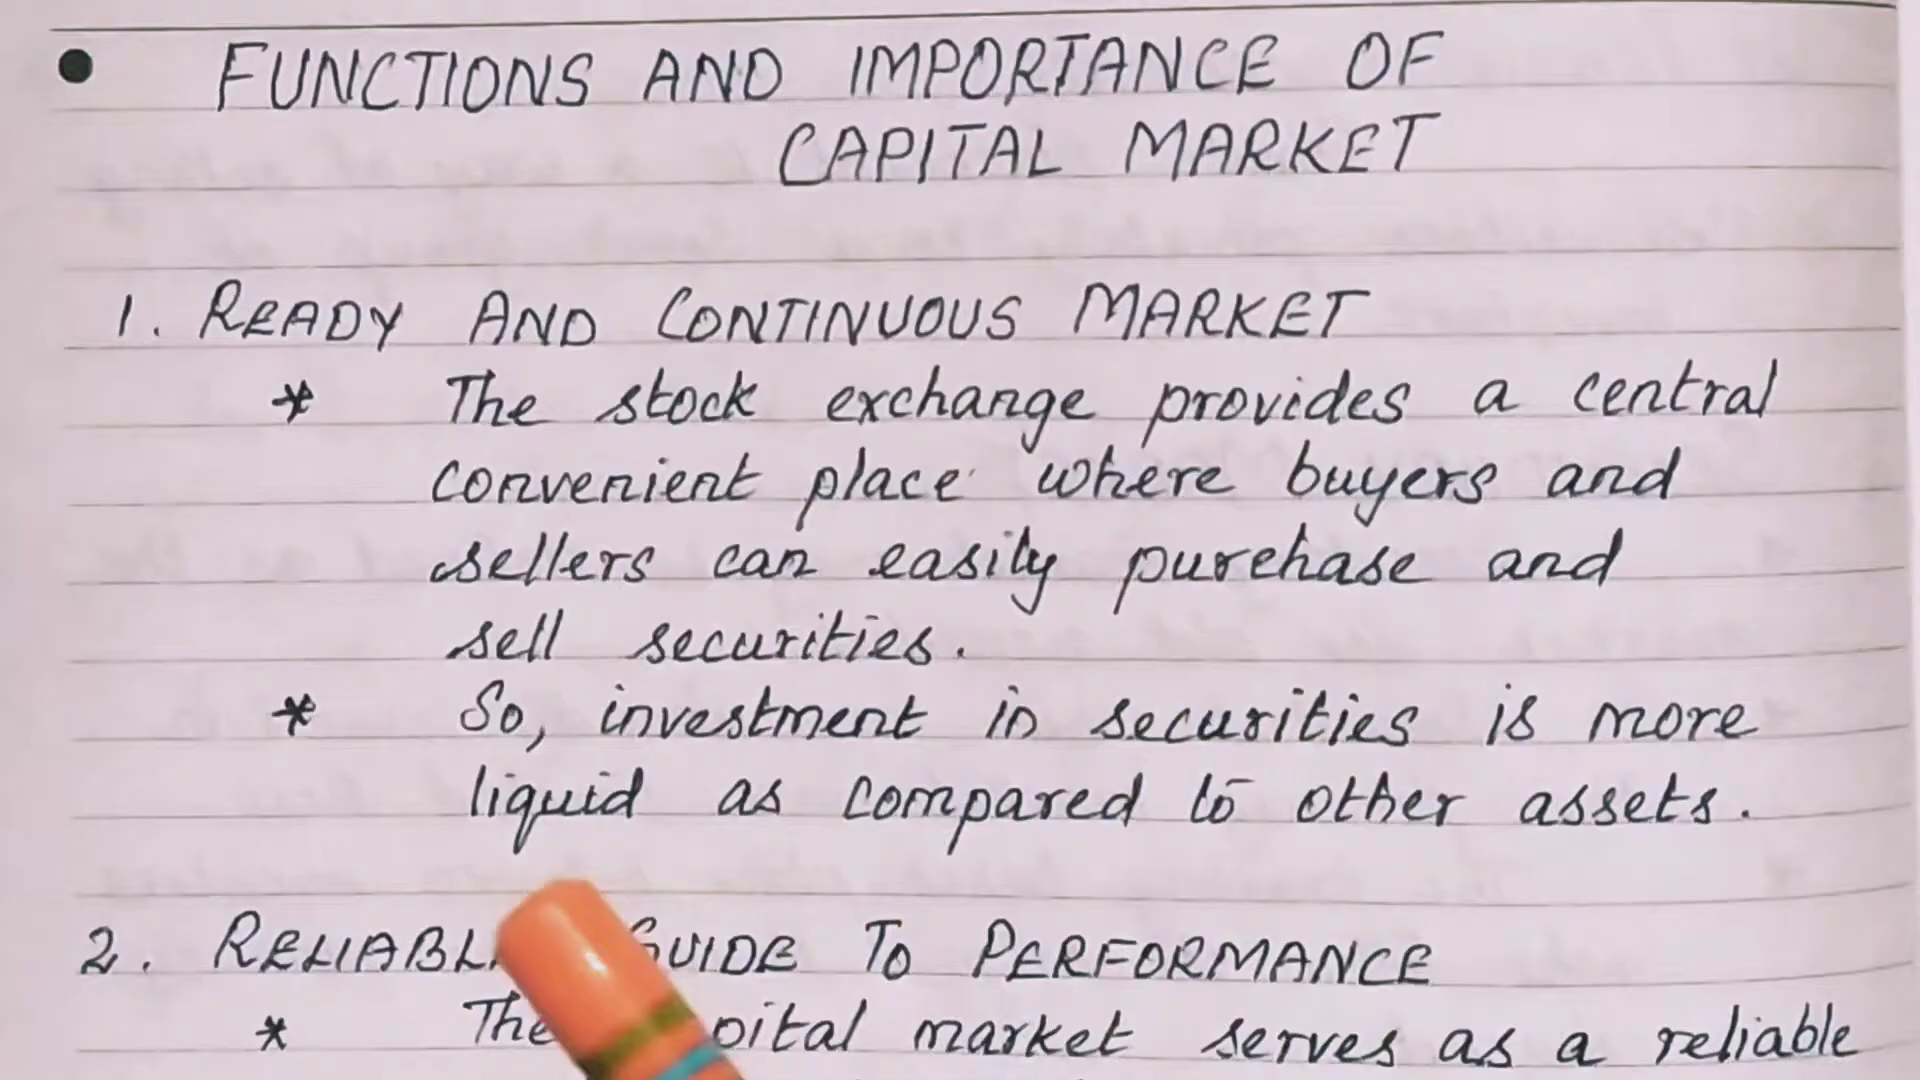 • FUNCTIONS AND IMPORTANCE OF
CAPITAL MARKET
1. READY AND CONTINUOUS MARKET
* The stock exchange provides a central
convenient place where buyers and
sellers can easily purchase and
sell securities.
* So, investment in securities is more
liquid as compared to other assets.
2. GUIDE TO PERFORMANCE
* market serves as a reliable